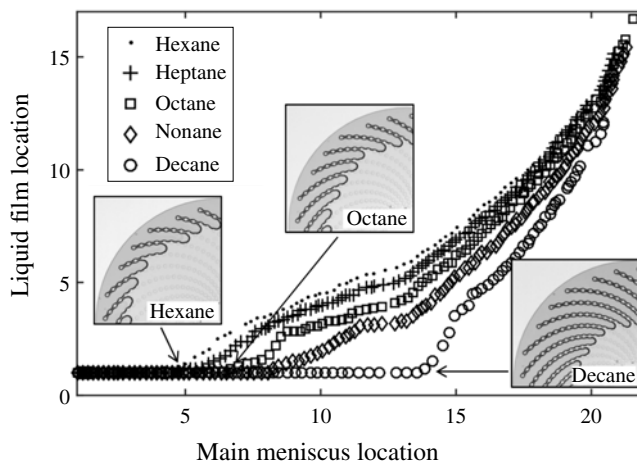 Hexane
Heptane
Octane
Nonane
Decane
15
10
5
0
Octane
Hexane
Decane
5
10
15
20
Liquid film location
Main meniscus location